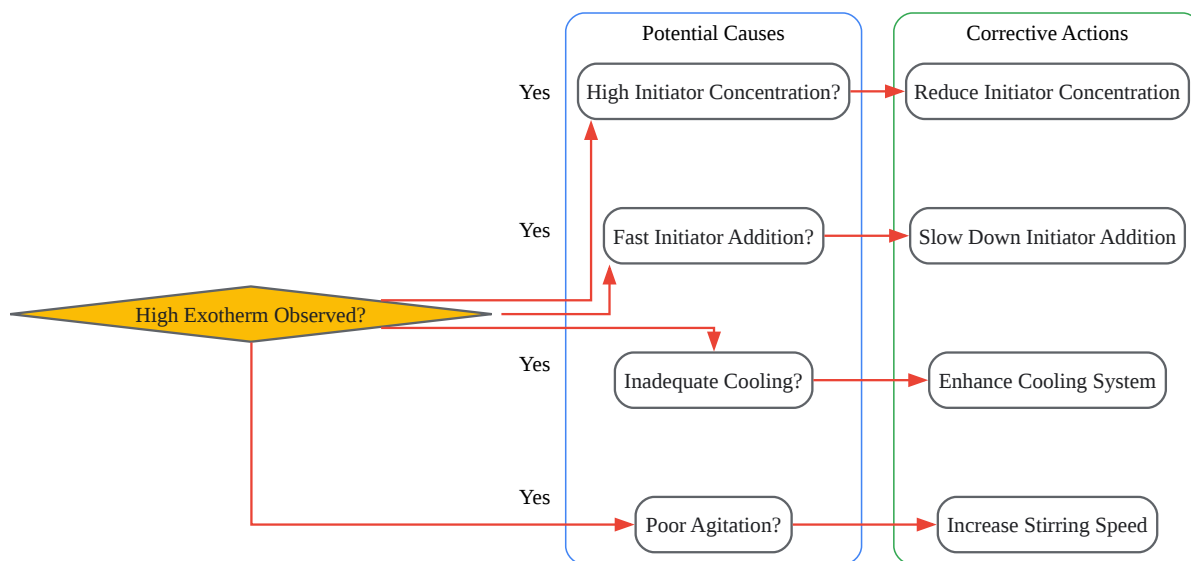 Potential Causes
Corrective Actions
Yes
High Initiator Concentration?
Reduce Initiator Concentration
Yes
Fast Initiator Addition?
Slow Down Initiator Addition
High Exotherm Observed?
Yes
Inadequate Cooling?
Enhance Cooling System
Yes
Poor Agitation?
Increase Stirring Speed